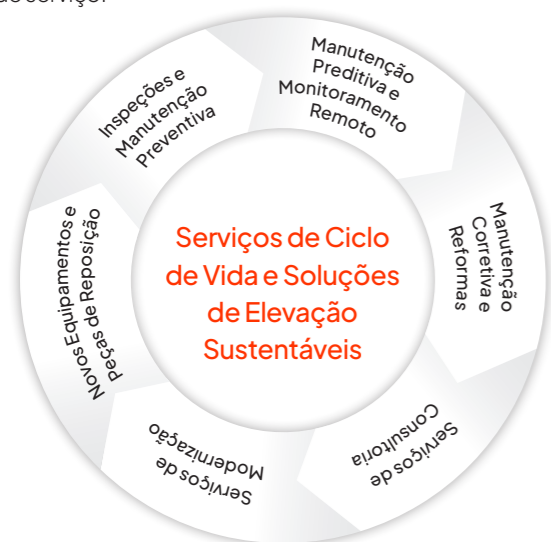 Inspeções e
Manutenção
Preventiva
Manutenção
Preditiva e
Monitoramento
Remoto
Manutenção
Corretiva e
Reformas
Serviços de
Consultoria
Serviços de
Modernização
Novos Equipamentos e
Peças de Reposição
Serviços de Ciclo
de Vida e Soluções
de Elevação
Sustentáveis